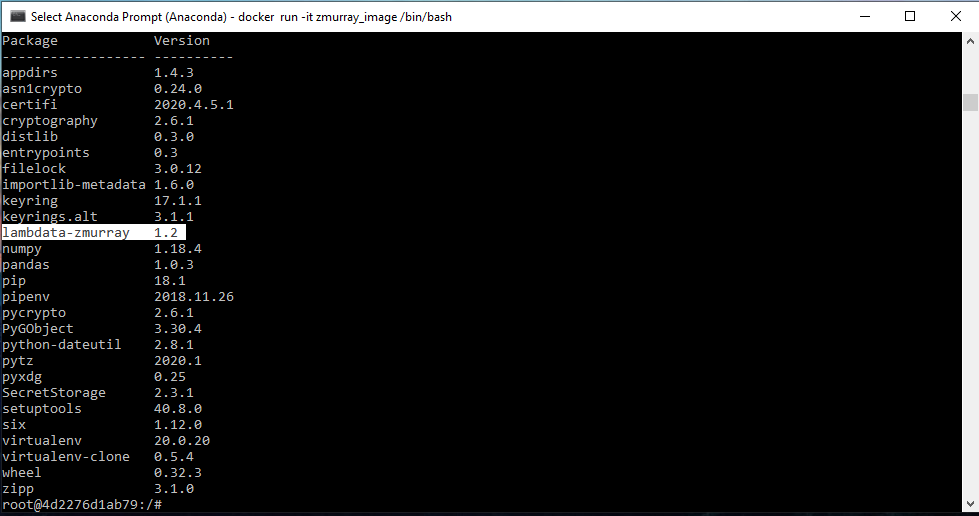 Select Anaconda Prompt (Anaconda) - docker  run -it zmurray_image /bin/bash
Package            Version
------------------ ----------
appdirs            1.4.3
asn1crypto         0.24.0
certifi            2020.4.5.1
cryptography       2.6.1
distlib            0.3.0
entrypoints        0.3
filelock           3.0.12
importlib-metadata 1.6.0
keyring            17.1.1
keyrings.alt       3.1.1
lambdata-zmurray   1.2
numpy              1.18.4
pandas             1.0.3
pip                18.1
pipenv             2018.11.26
pycrypto           2.6.1
PyGObject          3.30.4
python-dateutil    2.8.1
pytz               2020.1
pyxdg              0.25
SecretStorage      2.3.1
setuptools         40.8.0
six                1.12.0
virtualenv         20.0.20
virtualenv-clone   0.5.4
wheel              0.32.3
zipp               3.1.0
root@4d2276d1ab79:/#